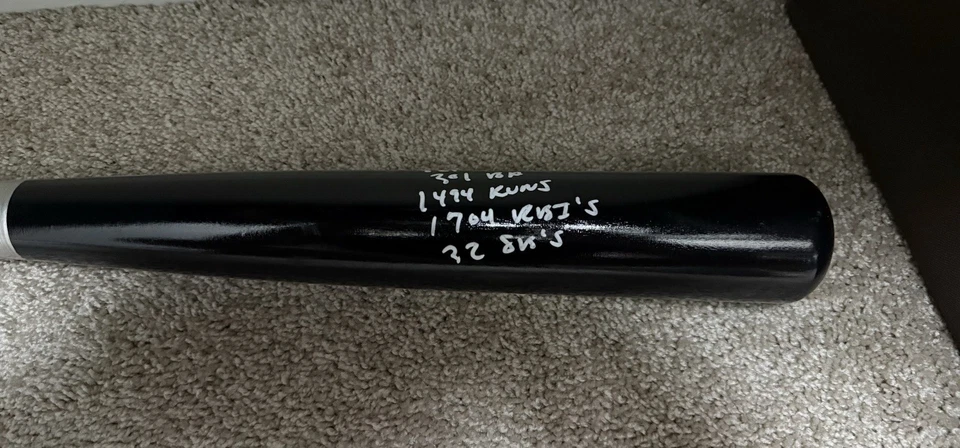 301 BA
1494 RUNS
1704 RBI'S
32 SB'S